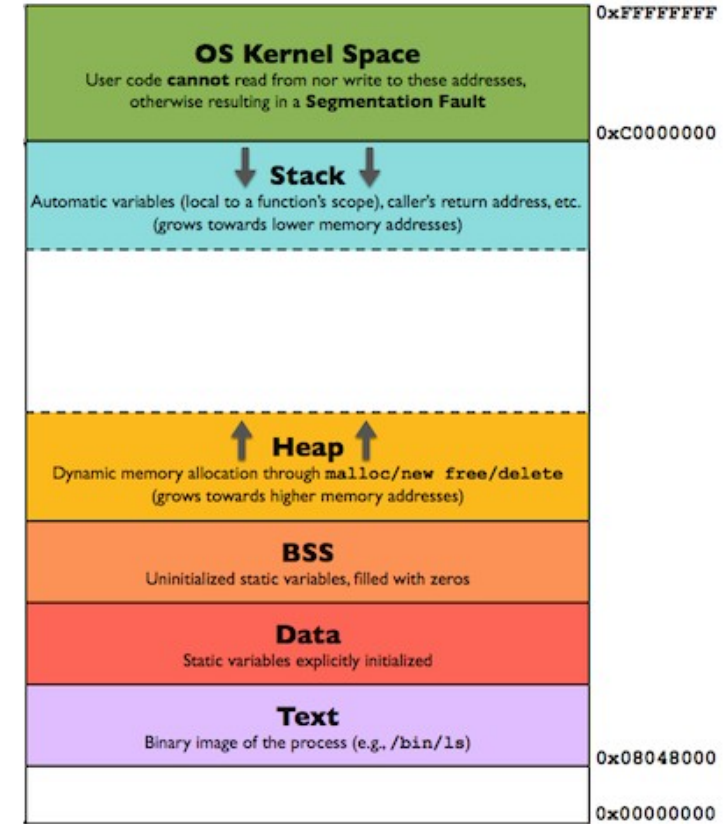 0xFFFFFFFF
OS Kernel Space
User code cannot read from nor write to these addresses,
otherwise resulting in a Segmentation Fault
0xC0000000
Stack
Automatic variables (local to a function's scope), caller's return address, etc.
(grows towards lower memory addresses)
Heap
Dynamic memory allocation through malloc/new free/delete
(grows towards higher memory addresses)
BSS
Uninitialized static variables, filled with zeros
Data
Static variables explicitly initialized
Text
Binary image of the process (e.g., /bin/ls)
0x08048000
0x00000000